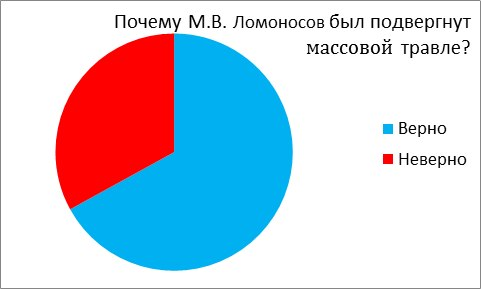 Почему М.В. Ломоносов был подвергнут
массовой травле?
Верно
Неверно